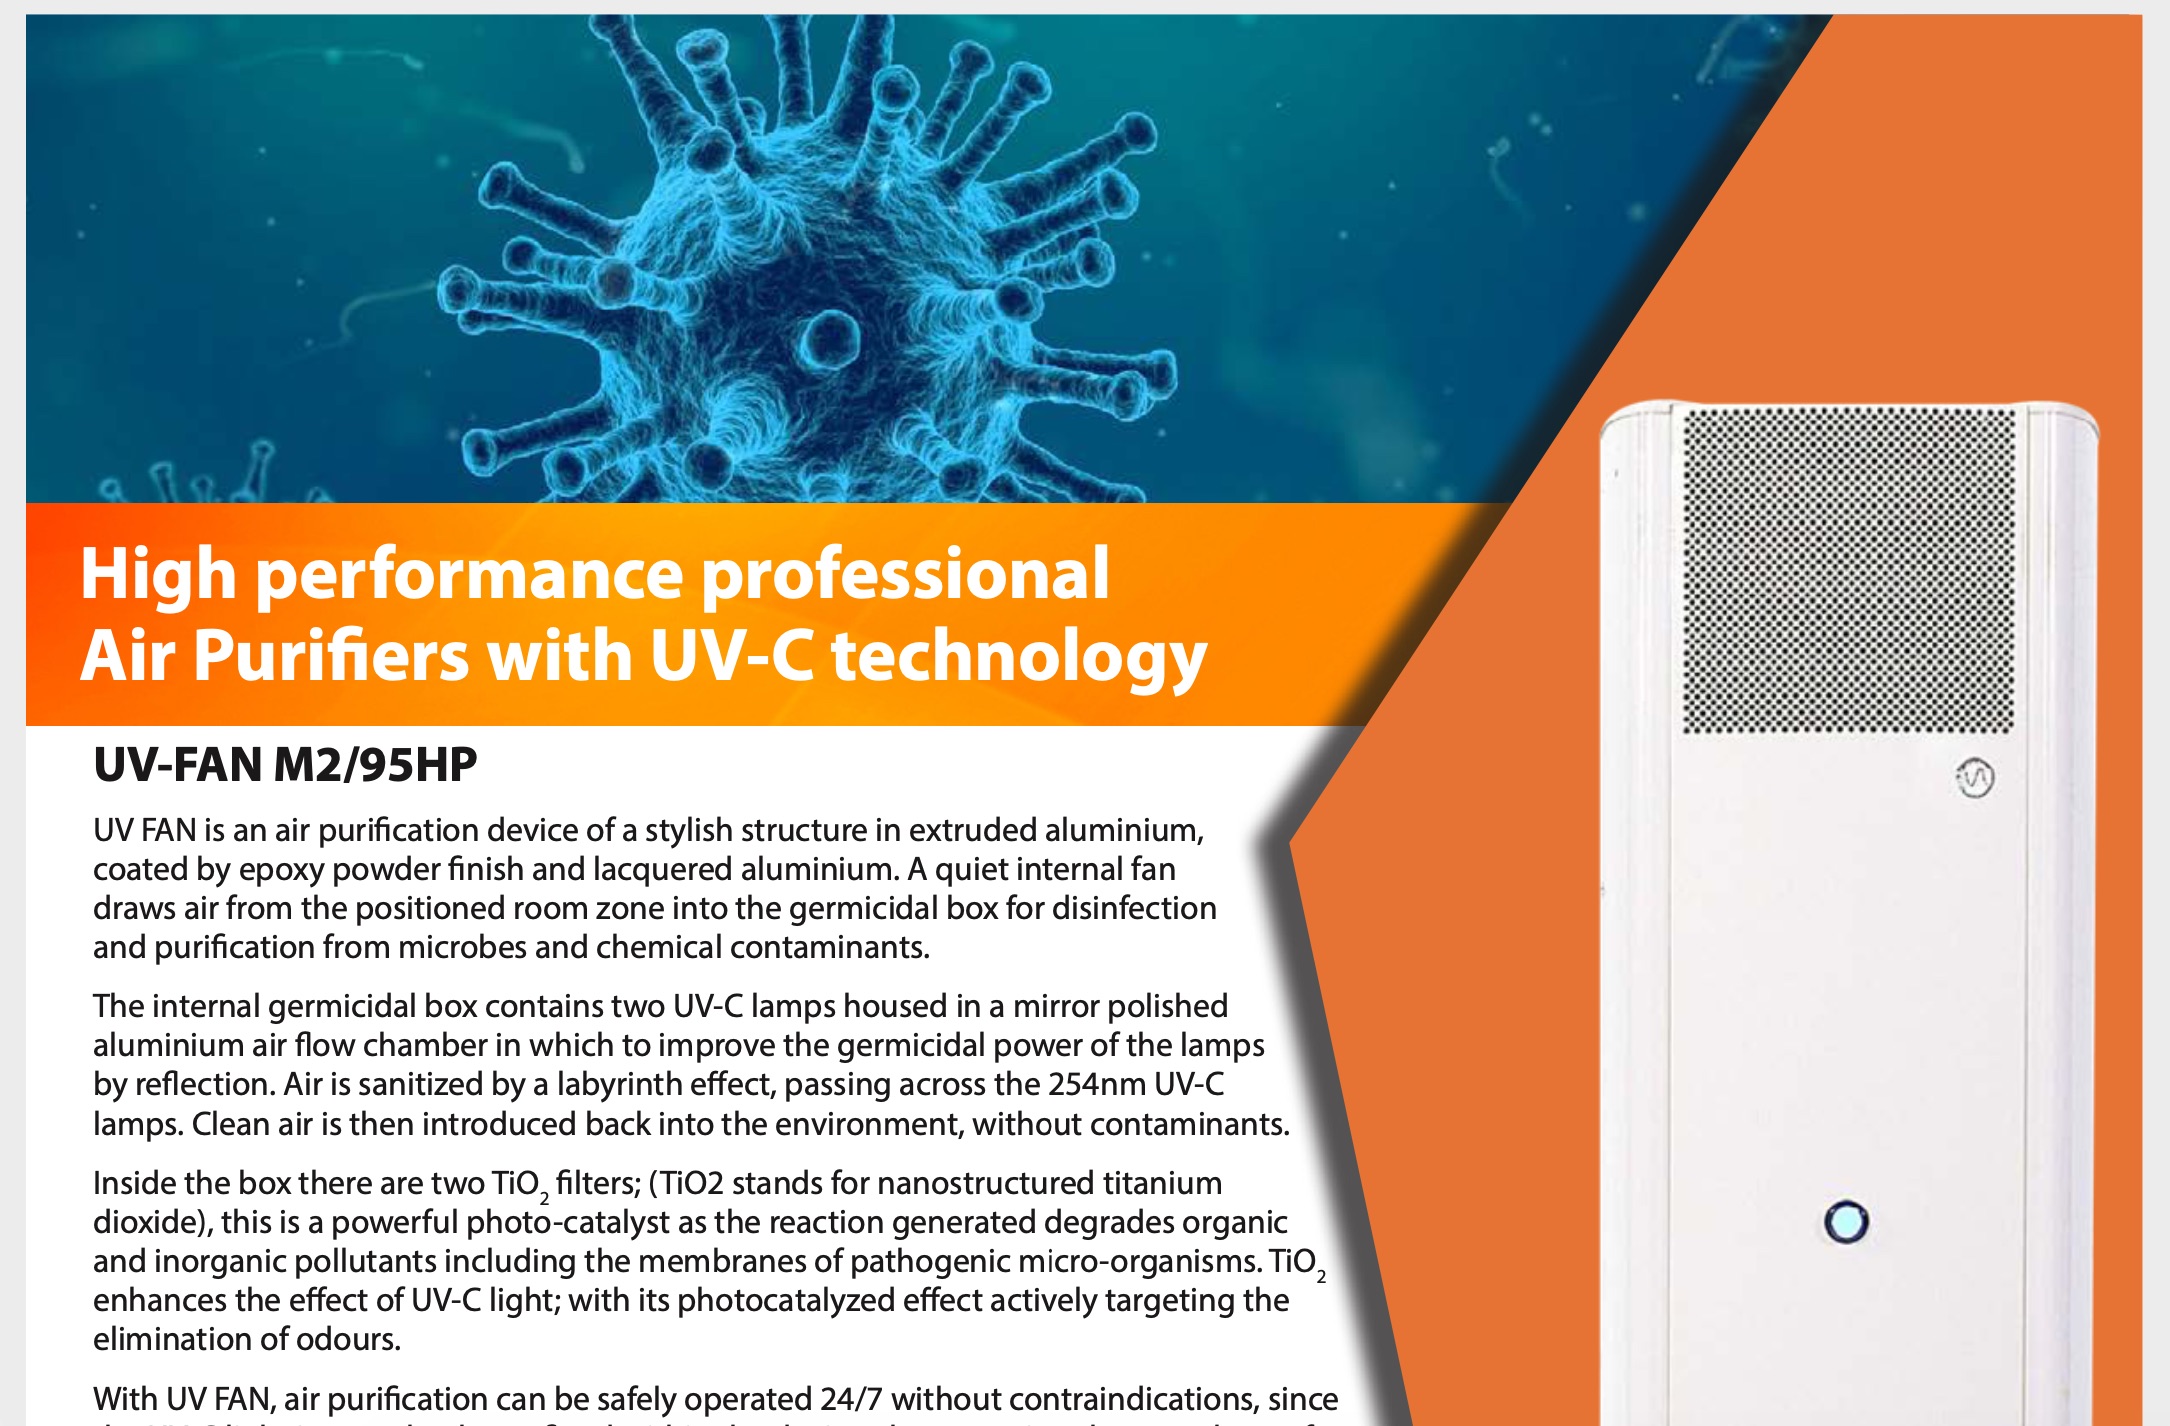 High performance professional
Air Purifiers with UV-C technology
UV-FAN M2/95HP
UV FAN is an air purification device of a stylish structure in extruded aluminium,
coated by epoxy powder finish and lacquered aluminium. A quiet internal fan
draws air from the positioned room zone into the germicidal box for disinfection
and purification from microbes and chemical contaminants.
The internal germicidal box contains two UV-C lamps housed in a mirror polished
aluminium air flow chamber in which to improve the germicidal power of the lamps
by reflection. Air is sanitized by a labyrinth effect, passing across the 254nm UV-C
lamps. Clean air is then introduced back into the environment, without contaminants.
Inside the box there are two TiO₂ filters; (TiO2 stands for nanostructured titanium
dioxide), this is a powerful photo-catalyst as the reaction generated degrades organic
and inorganic pollutants including the membranes of pathogenic micro-organisms. TiO₂
enhances the effect of UV-C light; with its photocatalyzed effect actively targeting the
elimination of odours.
With UV FAN, air purification can be safely operated 24/7 without contraindications, since